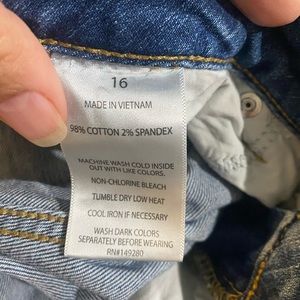 16
MADE IN VIETNAM
98% COTTON 2% SPANDEX
MACHINE WASH COLD INSIDE
OUT WITH LIKE COLORS.
NON-CHLORINE BLEACH
TUMBLE DRY LOW HEAT
COOL IRON IF NECESSARY
WASH DARK COLORS
SEPARATELY BEFORE WEARING
RN#149280